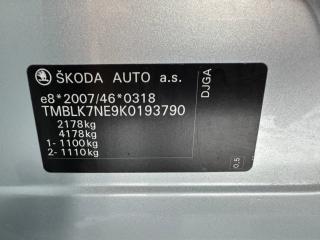 ŠKODA AUTO a.s.
e8*2007/46*0318
TMBLK7NE9K0193790
2178kg
4178kg
1- 1100kg
2- 1110kg
DJGA
0.5